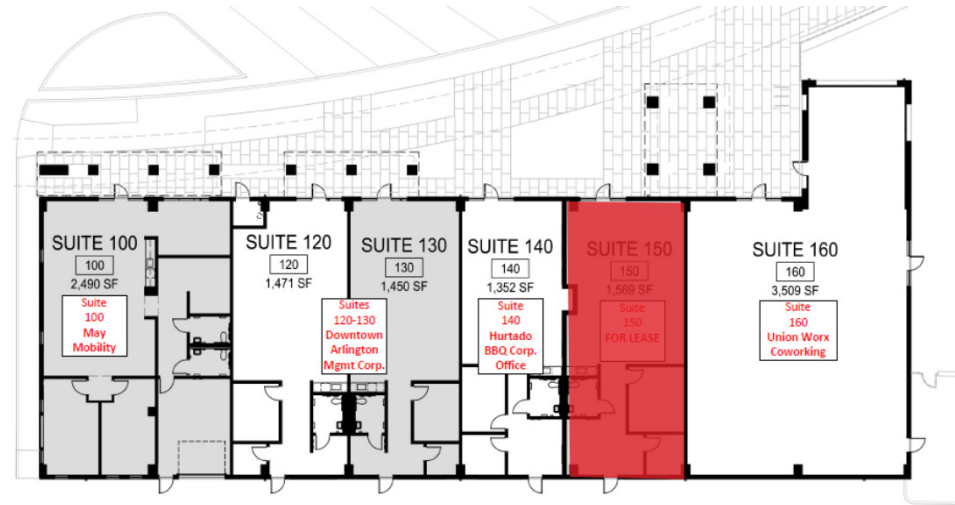 SUITE 100
100
2,490 SF
Suite
100
May
Mobility
SUITE 120
120
1,471 SF
SUITE 130
130
1,450 SF
Suites
120-130
Downtown
Arlington
Mgmt Corp.
SUITE 140
140
1,352 SF
Suite
140
Hurtado
BBQ Corp.
Office
SUITE 150
150
1,569 SF
Suite
150
FOR LEASE
SUITE 160
160
3,509 SF
Suite
160
Union Worx
Coworking